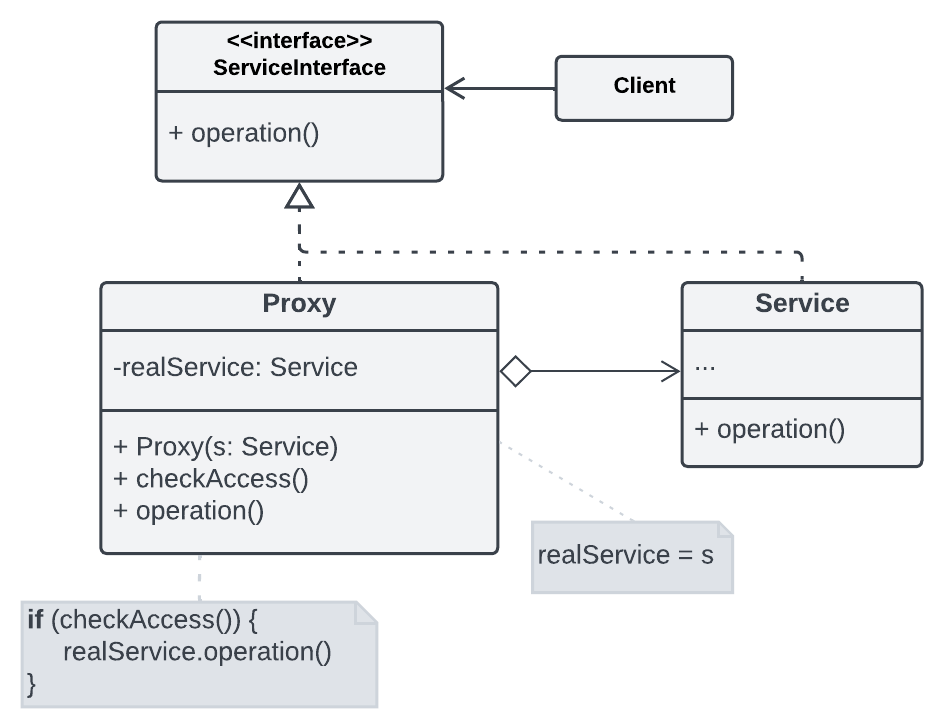 <<interface>>
ServiceInterface
+ operation()
Client
Proxy
-realService: Service
+ Proxy(s: Service)
+ checkAccess()
+ operation()
Service
...
+ operation()
realService = s
if (checkAccess()) {
realService.operation()
}